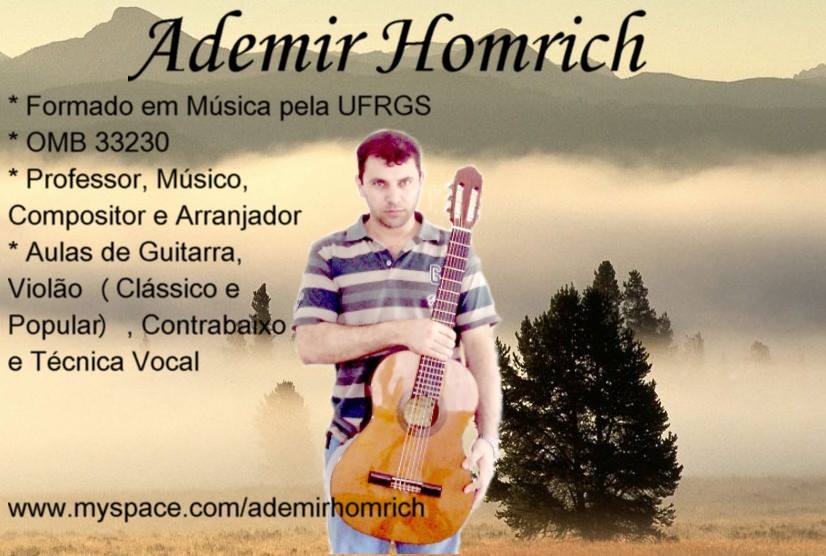 Ademir Homrich
* Formado em Música pela UFRGS
* OMB 33230
* Professor, Músico,
Compositor e Arranjador
* Aulas de Guitarra,
Violão ( Clássico e
Popular) , Contrabaixo
e Técnica Vocal
www.myspace.com/ademirhomrich